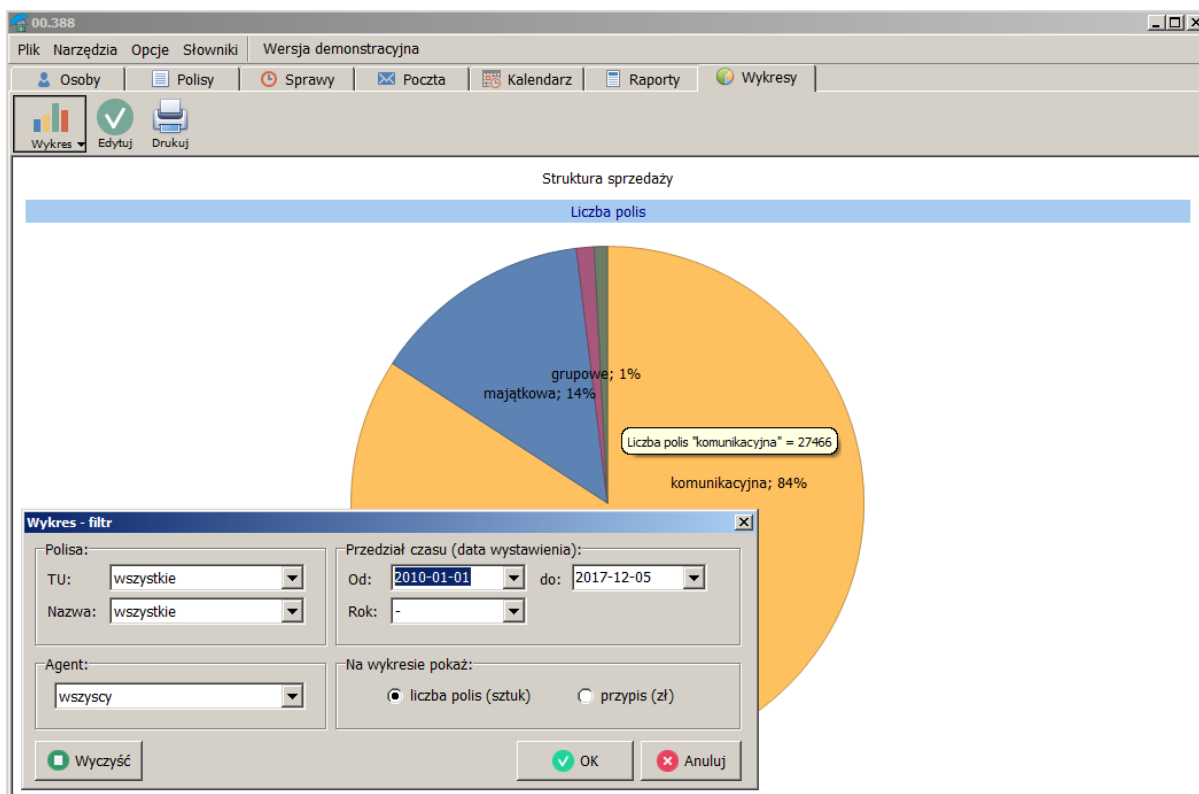 00.388
Plik Narzędzia Opcje Słowniki Wersja demonstracyjna
Osoby Polisy Sprawy Poczta Kalendarz Raporty Wykresy
Wykres Edytuj Drukuj
Struktura sprzedaży
Liczba polis
grupowe; 1%
majątkowa; 14%
Liczba polis "komunikacyjna" = 27466
komunikacyjna; 84%
Wykres - filtr
Polisa:
TU: wszystkie
Nazwa: wszystkie
Przedział czasu (data wystawienia):
Od: 2010-01-01 do: 2017-12-05
Rok: -
Agent:
wszyscy
Na wykresie pokaż:
liczba polis (sztuk) przypis (zł)
Wyczyść OK Anuluj